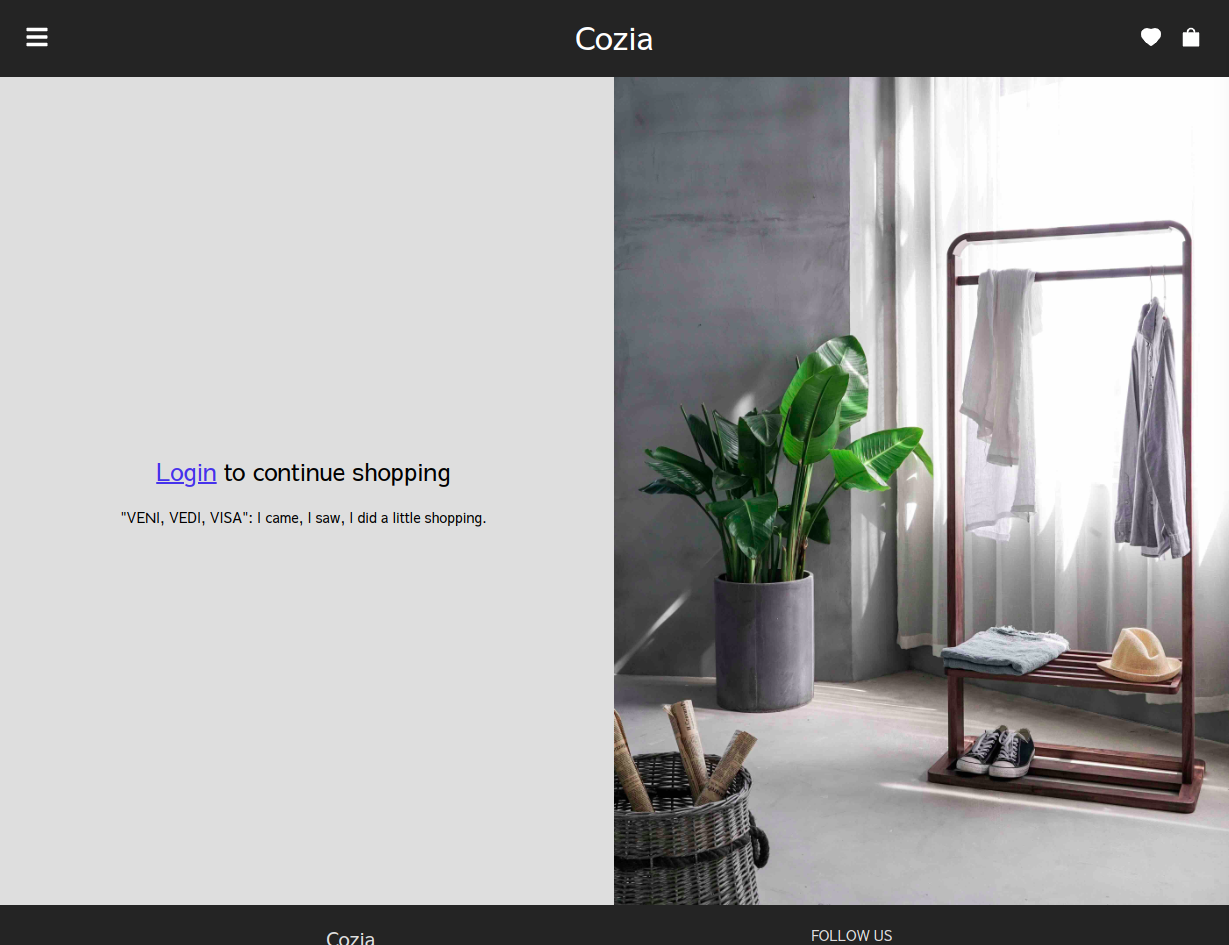 Cozia
Login to continue shopping
"VENI, VEDI, VISA": I came, I saw, I did a little shopping.
Cozia
FOLLOW US